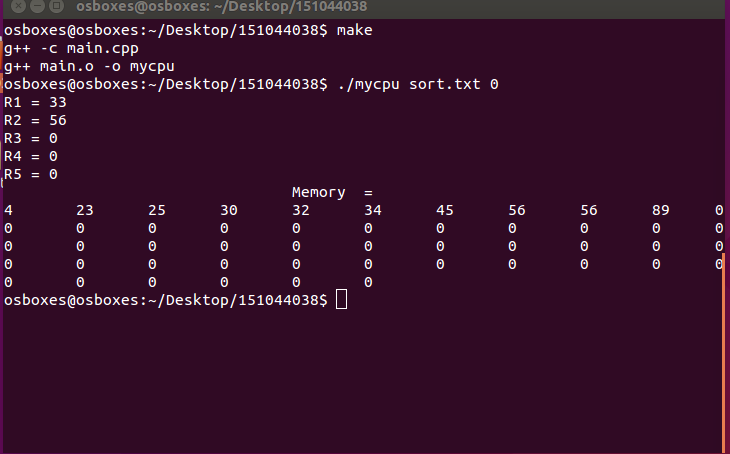 osboxes@osboxes: ~/Desktop/151044038
osboxes@osboxes:~/Desktop/151044038$ make
g++ -c main.cpp
g++ main.o -o mycpu
osboxes@osboxes:~/Desktop/151044038$ ./mycpu sort.txt 0
R1 = 33
R2 = 56
R3 = 0
R4 = 0
R5 = 0
Memory  =
4 23 25 30 32 34 45 56 56 89 0
0 0 0 0 0 0 0 0 0 0 0
0 0 0 0 0 0 0 0 0 0 0
0 0 0 0 0 0 0 0 0 0 0
0 0 0 0 0 0
osboxes@osboxes:~/Desktop/151044038$